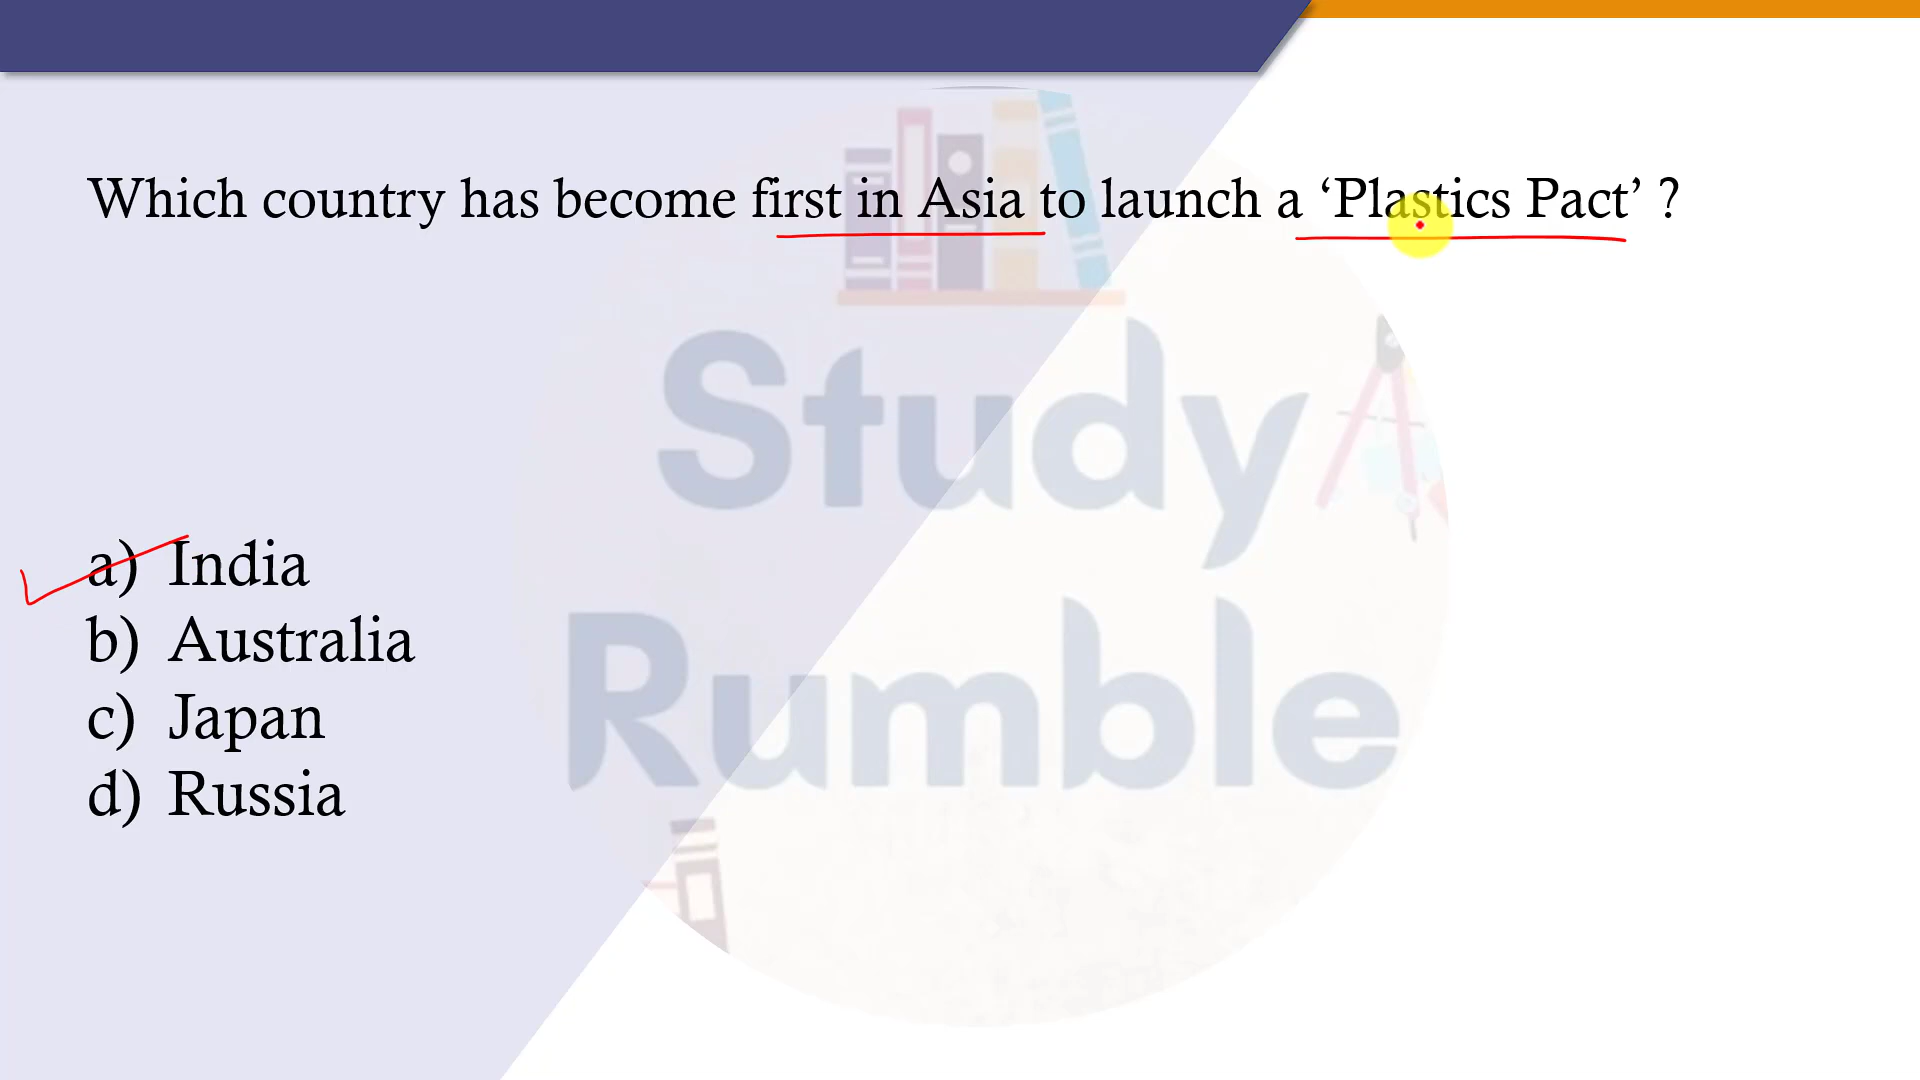 Which country has become first in Asia to launch a ‘Plastics Pact’ ?
Study
Rumble
a) India
b) Australia
c) Japan
d) Russia